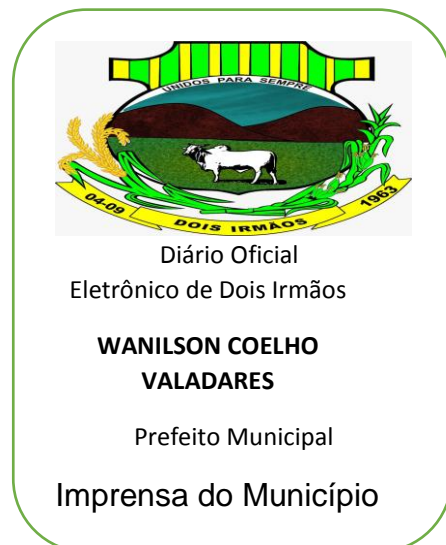 UNIDOS PARA SEMPRE
04-09 DOIS IRMÃOS 1963
Diário Oficial
Eletrônico de Dois Irmãos
WANILSON COELHO
VALADARES
Prefeito Municipal
Imprensa do Município